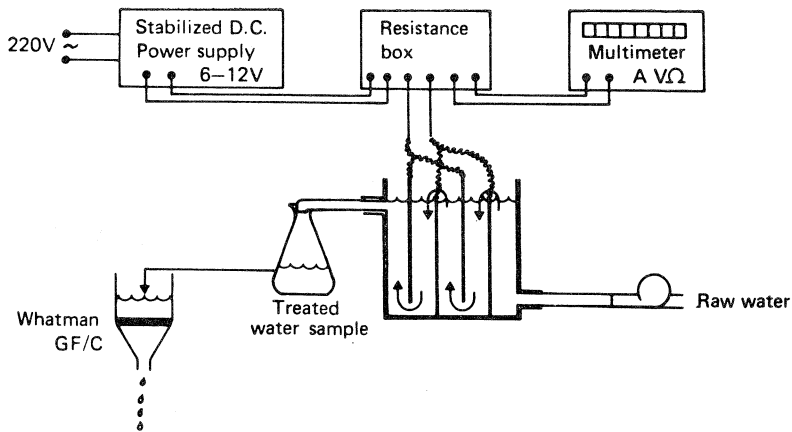 220V ~
Stabilized D.C.
Power supply
6–12V
Resistance
box
Multimeter
A VΩ
Whatman
GF/C
Treated
water sample
Raw water